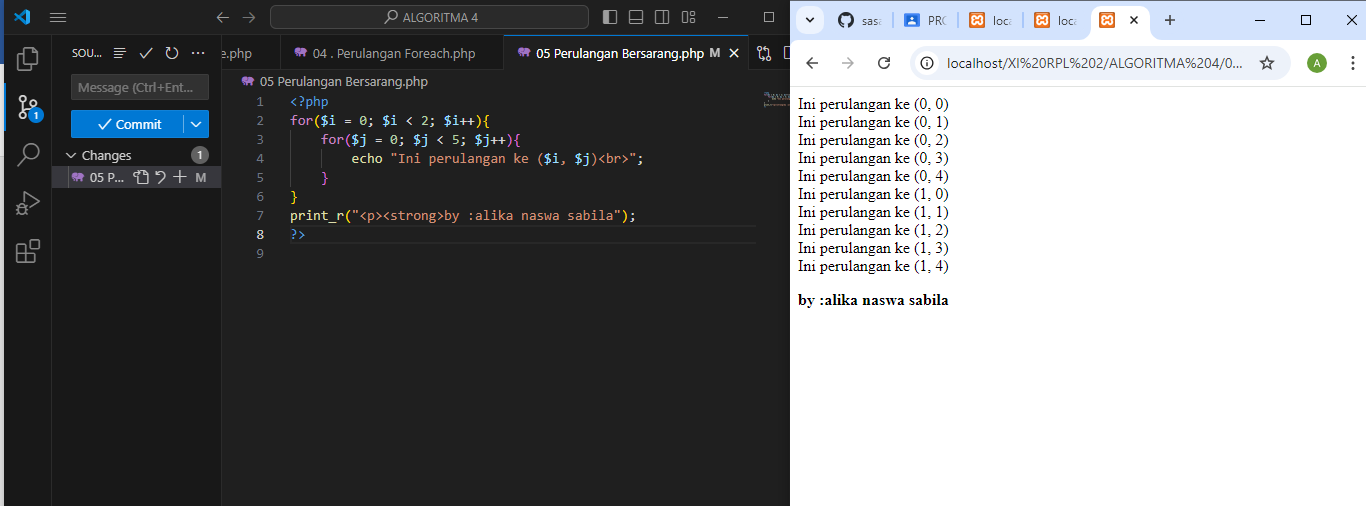 ALGORITMA 4
SOU...
e.php
04 . Perulangan Foreach.php
05 Perulangan Bersarang.php M
05 Perulangan Bersarang.php
Message (Ctrl+Ent...
Commit
Changes 1
05 P... M
1
1 <?php
2 for($i = 0; $i < 2; $i++){
3 for($j = 0; $j < 5; $j++){
4 echo "Ini perulangan ke ($i, $j)<br>";
5 }
6 }
7 print_r("<p><strong>by :alika naswa sabila");
8 ?>
9
sasa
PRO
loca
loca
localhost/XI%20RPL%202/ALGORITMA%204/0...
A
Ini perulangan ke (0, 0)
Ini perulangan ke (0, 1)
Ini perulangan ke (0, 2)
Ini perulangan ke (0, 3)
Ini perulangan ke (0, 4)
Ini perulangan ke (1, 0)
Ini perulangan ke (1, 1)
Ini perulangan ke (1, 2)
Ini perulangan ke (1, 3)
Ini perulangan ke (1, 4)
by :alika naswa sabila